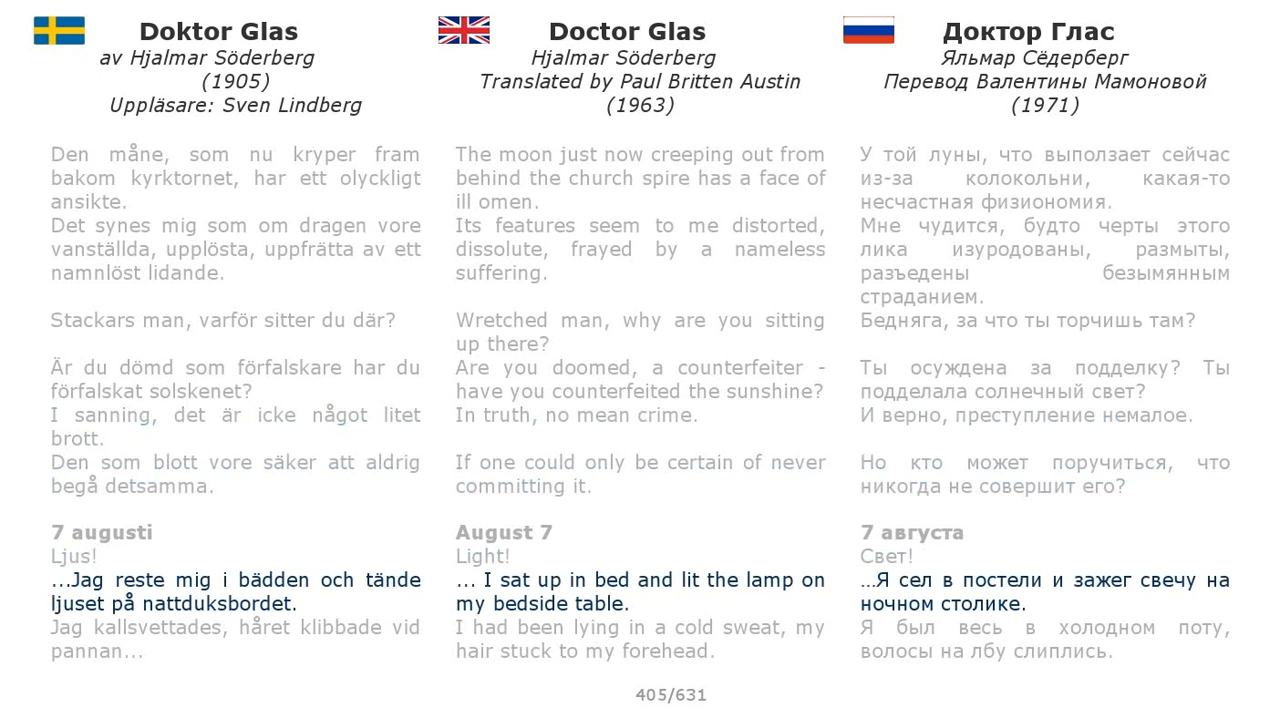 Doktor Glas
av Hjalmar Söderberg
(1905)
Uppläsare: Sven Lindberg
Den måne, som nu kryper fram
bakom kyrktornet, har ett olyckligt
ansikte.
Det synes mig som om dragen vore
vanställda, upplösta, uppfrätta av ett
namnlöst lidande.
Stackars man, varför sitter du där?
Är du dömd som förfalskare har du
förfalskat solskenet?
I sanning, det är icke något litet
brott.
Den som blott vore säker att aldrig
begå detsamma.
7 augusti
Ljus!
...Jag reste mig i bädden och tände
ljuset på nattduksbordet.
Jag kallsvettades, håret klibbade vid
pannan...
Doctor Glas
Hjalmar Söderberg
Translated by Paul Britten Austin
(1963)
The moon just now creeping out from
behind the church spire has a face of
ill omen.
Its features seem to me distorted,
dissolute, frayed by a nameless
suffering.
Wretched man, why are you sitting
up there?
Are you doomed, a counterfeiter -
have you counterfeited the sunshine?
In truth, no mean crime.
If one could only be certain of never
committing it.
August 7
Light!
... I sat up in bed and lit the lamp on
my bedside table.
I had been lying in a cold sweat, my
hair stuck to my forehead.
Доктор Глас
Яльмар Сёдерберг
Перевод Валентины Мамоновой
(1971)
У той луны, что выползает сейчас
из-за колокольни, какая-то
несчастная физиономия.
Мне чудится, будто черты этого
лика изуродованы, размыты,
разъедены безымянным
страданием.
Бедняга, за что ты торчишь там?
Ты осуждена за подделку? Ты
подделала солнечный свет?
И верно, преступление немалое.
Но кто может поручиться, что
никогда не совершит его?
7 августа
Свет!
...Я сел в постели и зажег свечу на
ночном столике.
Я был весь в холодном поту,
волосы на лбу слиплись.
405/631